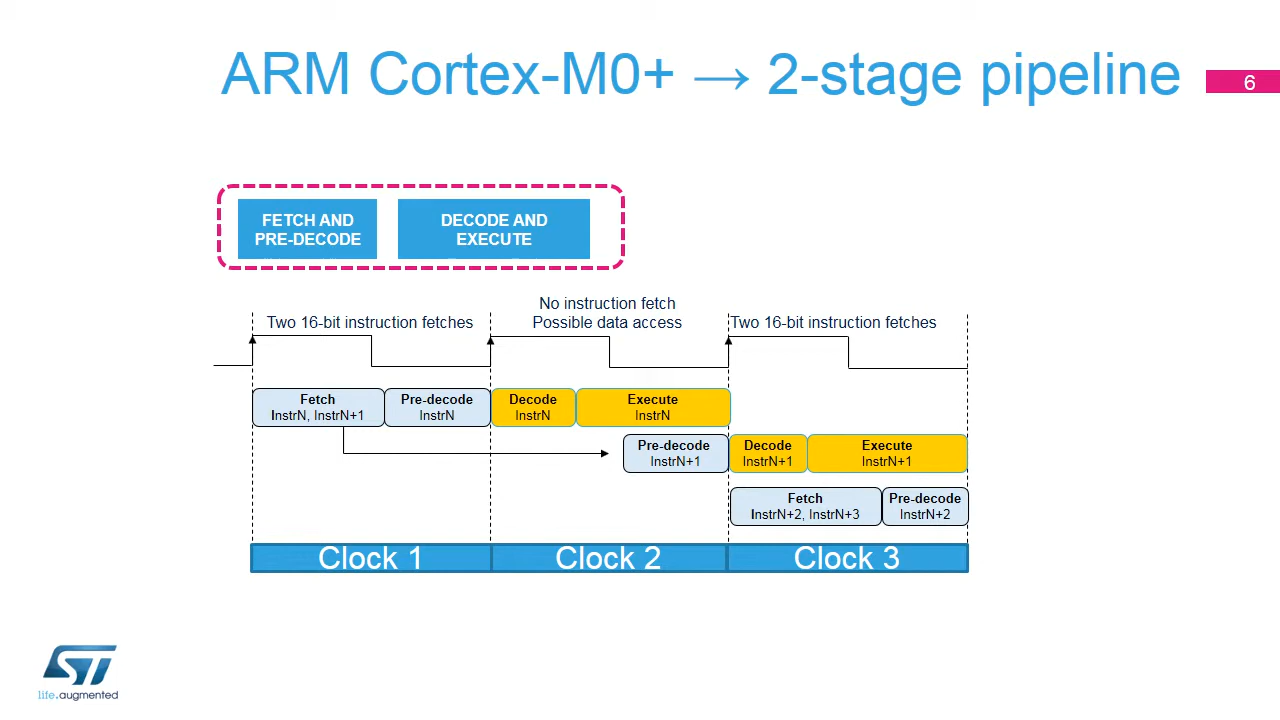 ARM Cortex-M0+ → 2-stage pipeline
6
FETCH AND
PRE-DECODE
DECODE AND
EXECUTE
Two 16-bit instruction fetches
No instruction fetch
Possible data access
Two 16-bit instruction fetches
Fetch
InstrN, InstrN+1
Pre-decode
InstrN
Decode
InstrN
Execute
InstrN
Pre-decode
InstrN+1
Decode
InstrN+1
Execute
InstrN+1
Fetch
InstrN+2, InstrN+3
Pre-decode
InstrN+2
Clock 1
Clock 2
Clock 3
ST
life.augmented